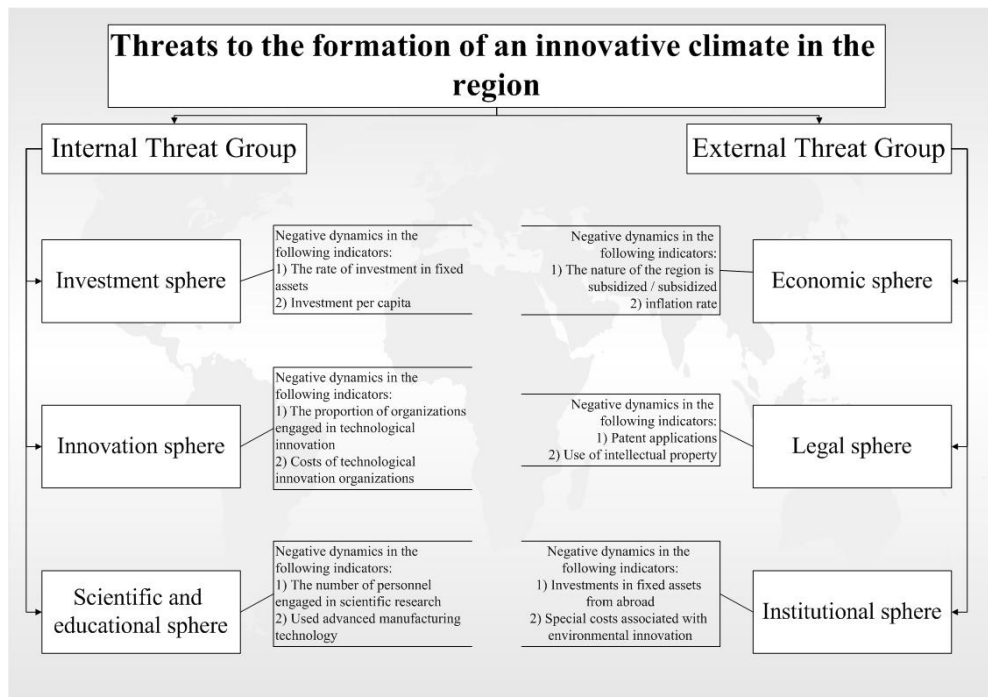 Threats to the formation of an innovative climate in the
region
Internal Threat Group
External Threat Group
Investment sphere
Negative dynamics in the
following indicators:
1) The rate of investment in fixed
assets
2) Investment per capita
Negative dynamics in the
following indicators:
1) The nature of the region is
subsidized / subsidized
2) inflation rate
Economic sphere
Innovation sphere
Negative dynamics in the
following indicators:
1) The proportion of organizations
engaged in technological
innovation
2) Costs of technological
innovation organizations
Negative dynamics in the
following indicators:
1) Patent applications
2) Use of intellectual property
Legal sphere
Scientific and
educational sphere
Negative dynamics in the
following indicators:
1) The number of personnel
engaged in scientific research
2) Used advanced manufacturing
technology
Negative dynamics in the
following indicators:
1) Investments in fixed assets
from abroad
2) Special costs associated with
environmental innovation
Institutional sphere